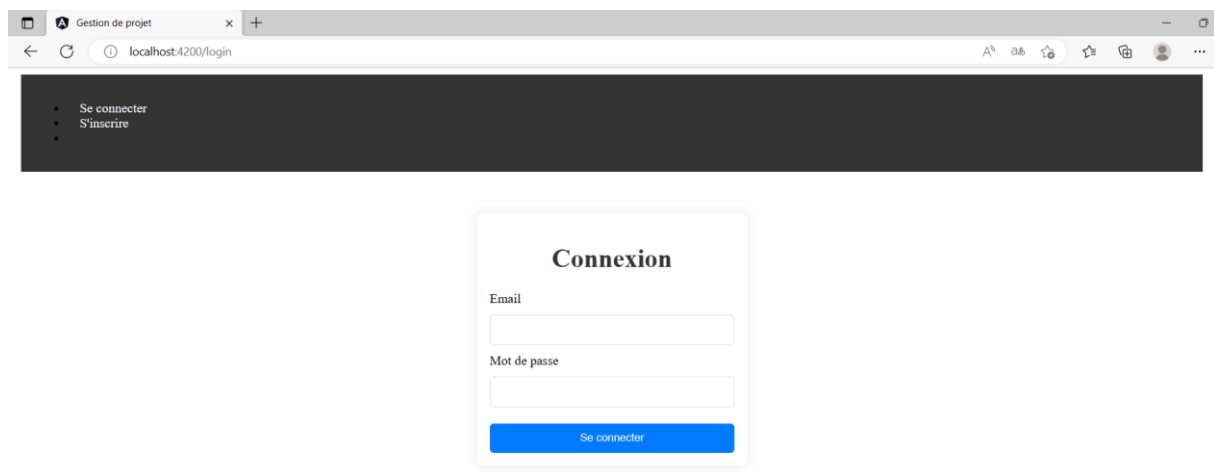 Gestion de projet
localhost:4200/login
Se connecter
S'inscrire
Connexion
Email
Mot de passe
Se connecter